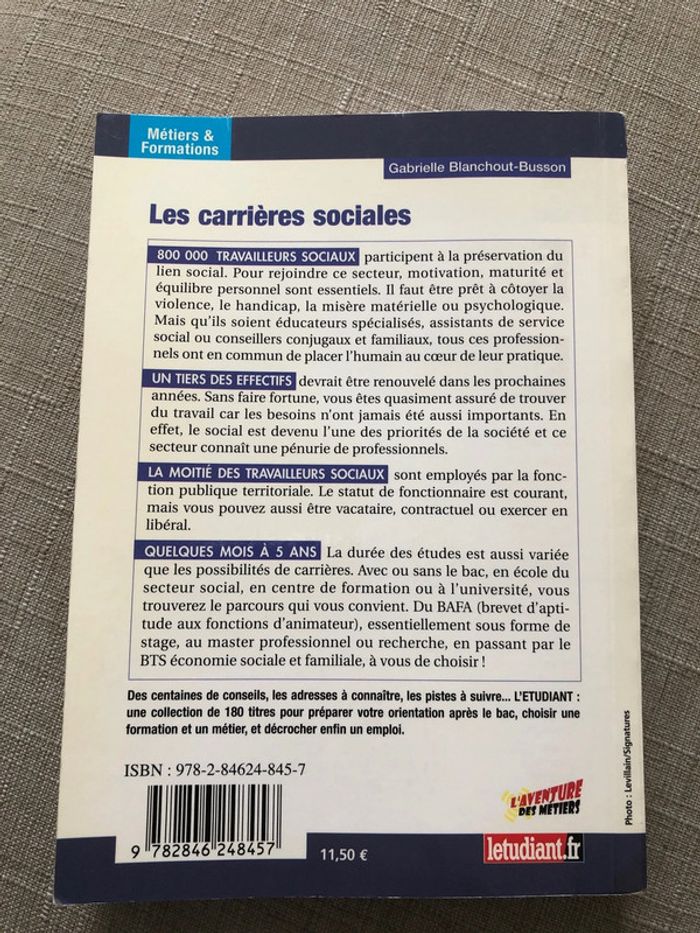 Métiers &
Formations
Gabrielle Blanchout-Busson
Les carrières sociales
800 000 TRAVAILLEURS SOCIAUX participent à la préservation du
lien social. Pour rejoindre ce secteur, motivation, maturité et
équilibre personnel sont essentiels. Il faut être prêt à côtoyer la
violence, le handicap, la misère matérielle ou psychologique.
Mais qu'ils soient éducateurs spécialisés, assistants de service
social ou conseillers conjugaux et familiaux, tous ces profession-
nels ont en commun de placer l'humain au cœur de leur pratique.
UN TIERS DES EFFECTIFS devrait être renouvelé dans les prochaines
années. Sans faire fortune, vous êtes quasiment assuré de trouver
du travail car les besoins n'ont jamais été aussi importants. En
effet, le social est devenu l'une des priorités de la société et ce
secteur connaît une pénurie de professionnels.
LA MOITIÉ DES TRAVAILLEURS SOCIAUX sont employés par la fonc-
tion publique territoriale. Le statut de fonctionnaire est courant,
mais vous pouvez aussi être vacataire, contractuel ou exercer en
libéral.
QUELQUES MOIS À 5 ANS La durée des études est aussi variée
que les possibilités de carrières. Avec ou sans le bac, en école du
secteur social, en centre de formation ou à l'université, vous
trouverez le parcours qui vous convient. Du BAFA (brevet d'apti-
tude aux fonctions d'animateur), essentiellement sous forme de
stage, au master professionnel ou recherche, en passant par le
BTS économie sociale et familiale, à vous de choisir !
Des centaines de conseils, les adresses à connaître, les pistes à suivre... L'ETUDIANT :
une collection de 180 titres pour préparer votre orientation après le bac, choisir une
formation et un métier, et décrocher enfin un emploi.
ISBN : 978-2-84624-845-7
9 782846 248457
11,50 €
L'AVENTURE
DES MÉTIERS
letudiant.fr
Photo : Levillain/Signatures